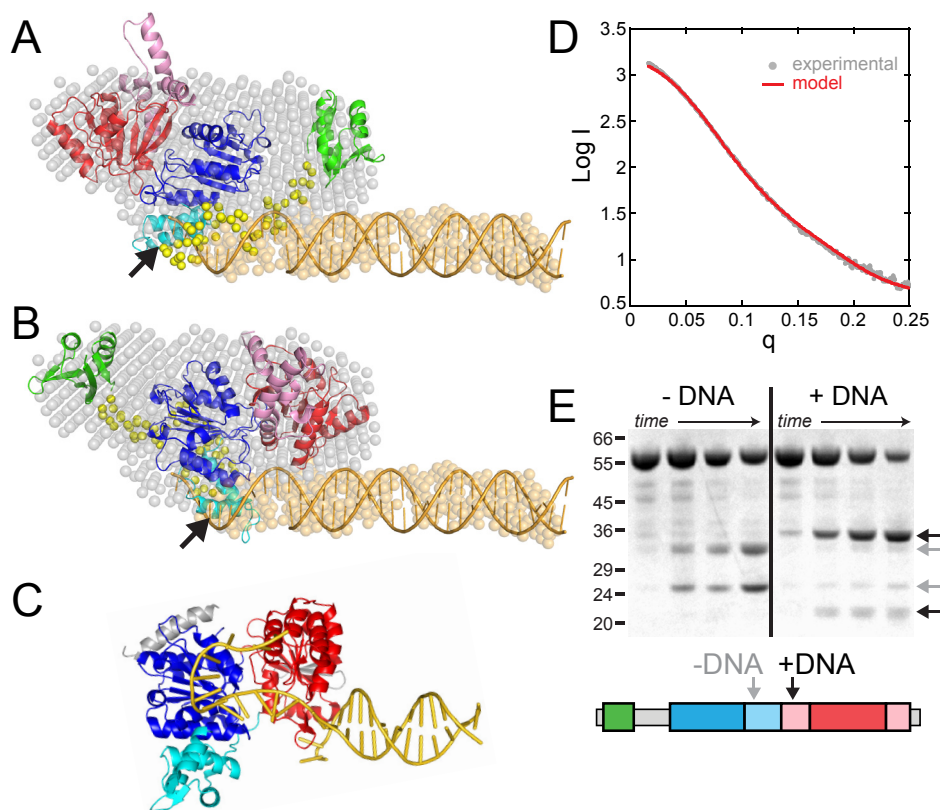 A
B
C
D
3.5
3
2.5
2
1.5
1
0.5
Log I
experimental
model
0
0.05
0.1
0.15
0.2
0.25
q
E
- DNA
+ DNA
time
time
66
55
45
36
29
24
20
-DNA
+DNA